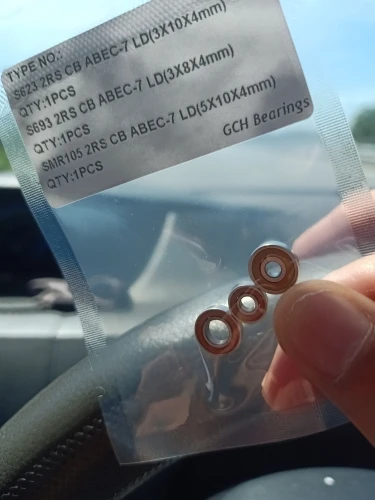 TYPE NO.:
S623 2RS CB ABEC-7 LD(3X10X4mm)
QTY:1PCS
S693 2RS CB ABEC-7 LD(3X8X4mm)
QTY:1PCS
SMR105 2RS CB ABEC-7 LD(5X10X4mm)
QTY:1PCS
GCH Bearings